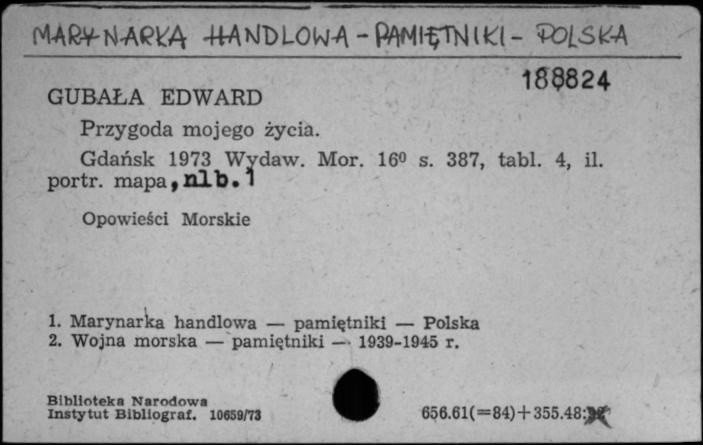 MARYNARKA HANDLOWA - PAMIĘTNIKI - POLSKA
188824
GUBAŁA EDWARD
Przygoda mojego życia.
Gdańsk 1973 Wydaw. Mor. 16⁰ s. 387, tabl. 4, il.
portr. mapa, nlb. 1
Opowieści Morskie
1. Marynarka handlowa — pamiętniki — Polska
2. Wojna morska — pamiętniki — 1939-1945 r.
Biblioteka Narodowa
Instytut Bibliograf. 10659/73
656.61(=84)+355.48: